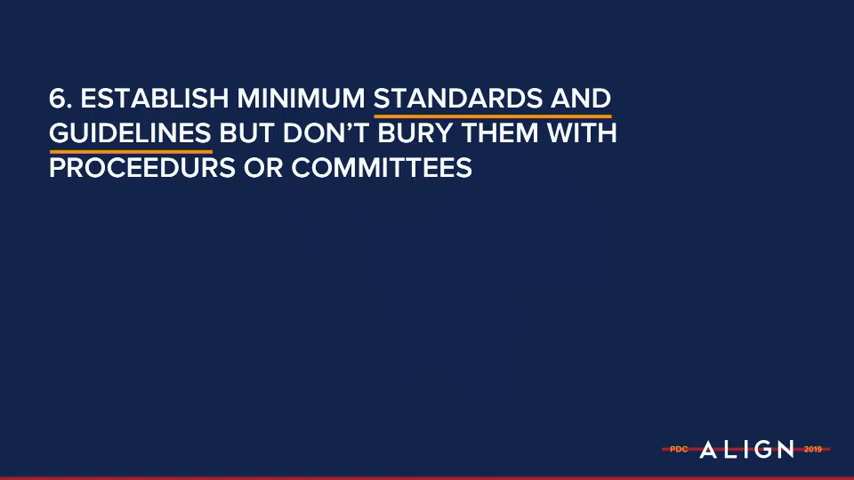 6. ESTABLISH MINIMUM STANDARDS AND
GUIDELINES BUT DON'T BURY THEM WITH
PROCEEDURS OR COMMITTEES
PDC ALIGN 2019